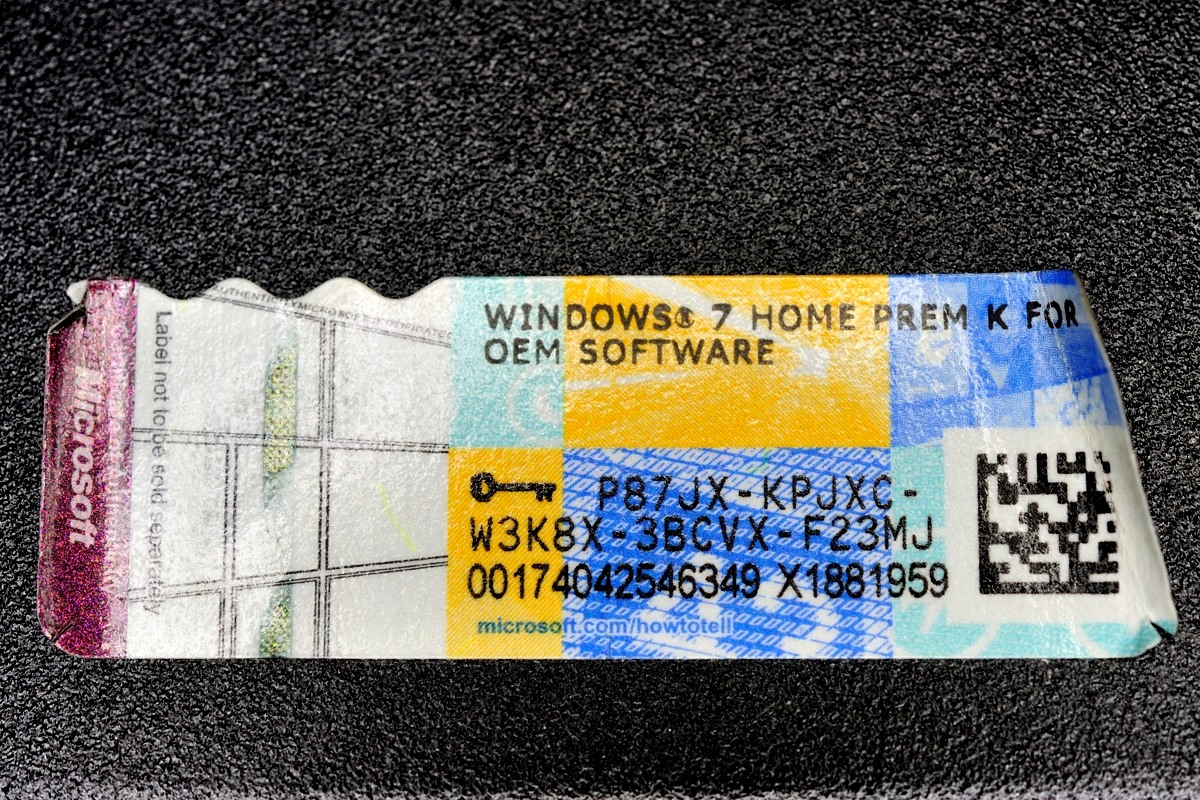 Microsoft
Label not to be sold separately
WINDOWS® 7 HOME PREM K FOR
OEM SOFTWARE
P87JX-KPJXC-
W3K8X-3BCVX-F23MJ
00174042546349 X1881959
microsoft.com/howtotell